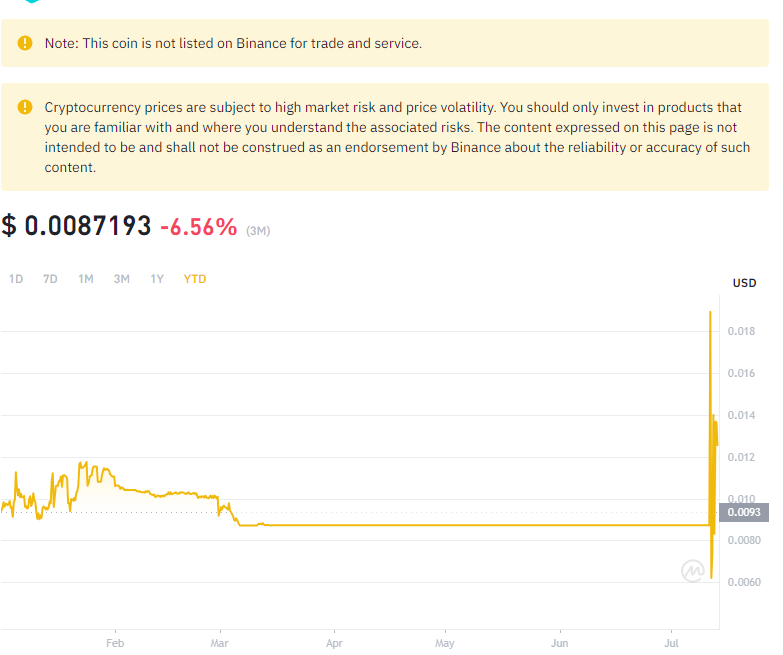 Note: This coin is not listed on Binance for trade and service.
Cryptocurrency prices are subject to high market risk and price volatility. You should only invest in products that
you are familiar with and where you understand the associated risks. The content expressed on this page is not
intended to be and shall not be construed as an endorsement by Binance about the reliability or accuracy of such
content.
$ 0.0087193 -6.56% (3M)
1D 7D 1M 3M 1Y YTD
USD
0.018
0.016
0.014
0.012
0.010
0.0093
0.0080
0.0060
Feb Mar Apr May Jun Jul